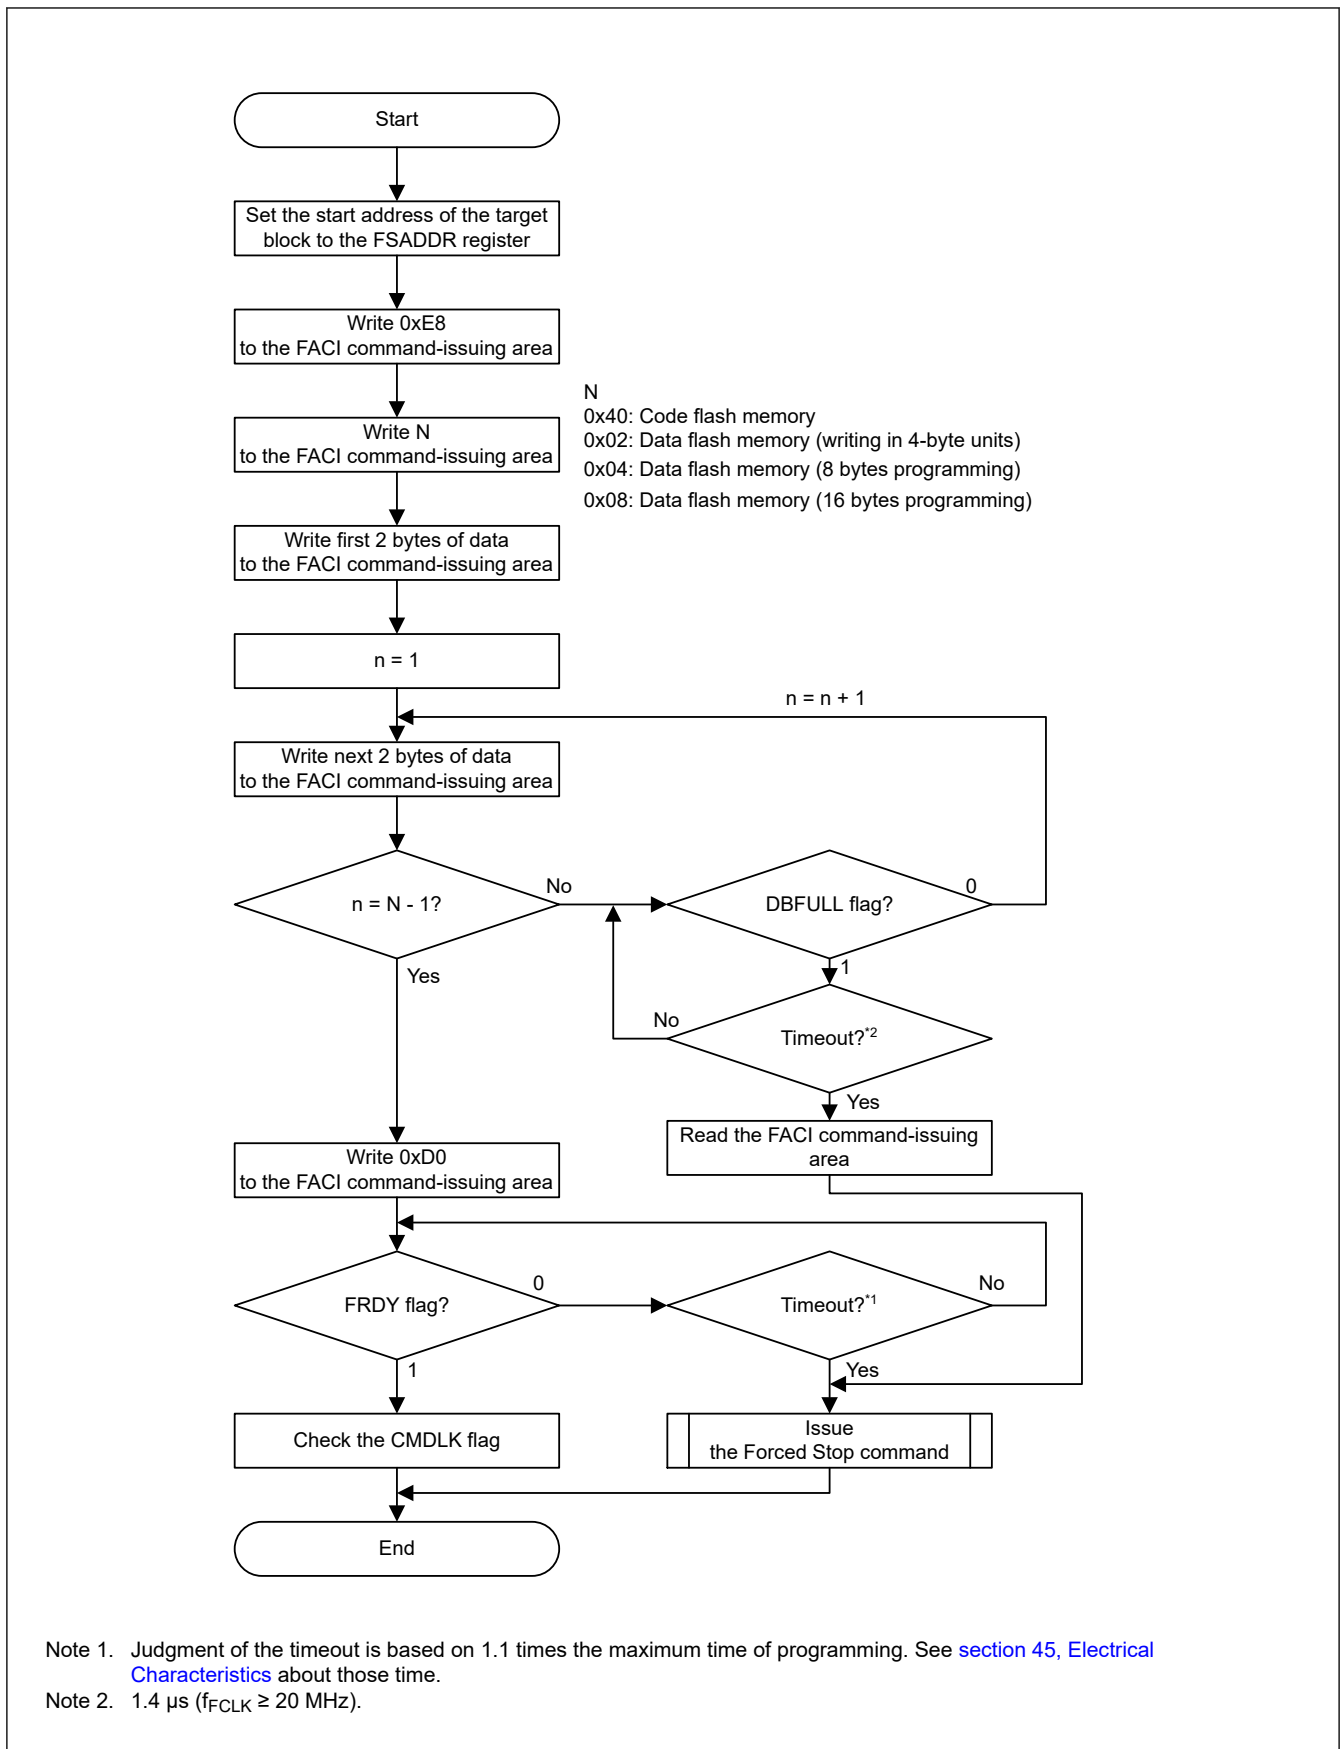 Start
Set the start address of the target
block to the FSADDR register
Write 0xE8
to the FACI command-issuing area
N
0x40: Code flash memory
0x02: Data flash memory (writing in 4-byte units)
0x04: Data flash memory (8 bytes programming)
0x08: Data flash memory (16 bytes programming)
Write N
to the FACI command-issuing area
Write first 2 bytes of data
to the FACI command-issuing area
n = 1
n = n + 1
Write next 2 bytes of data
to the FACI command-issuing area
n = N - 1?
No
DBFULL flag?
0
Yes
1
No
Timeout?*2
Yes
Read the FACI command-issuing
area
Write 0xD0
to the FACI command-issuing area
FRDY flag?
0
Timeout?*1
No
1
Yes
Check the CMDLK flag
Issue
the Forced Stop command
End
Note 1. Judgment of the timeout is based on 1.1 times the maximum time of programming. See section 45, Electrical
Characteristics about those time.
Note 2. 1.4 µs (fFCLK ≥ 20 MHz).